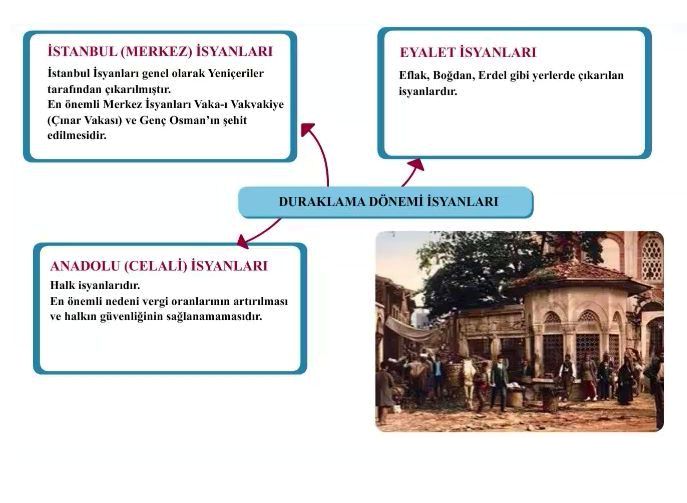 İSTANBUL (MERKEZ) İSYANLARI
İstanbul İsyanları genel olarak Yeniçeriler
tarafından çıkarılmıştır.
En önemli Merkez İsyanları Vaka-ı Vakvakiye
(Çınar Vakası) ve Genç Osman'ın şehit
edilmesidir.
EYALET İSYANLARI
Eflak, Boğdan, Erdel gibi yerlerde çıkarılan
isyanlardır.
DURAKLAMA DÖNEMİ İSYANLARI
ANADOLU (CELALİ) İSYANLARI
Halk isyanlarıdır.
En önemli nedeni vergi oranlarının artırılması
ve halkın güvenliğinin sağlanamamasıdır.